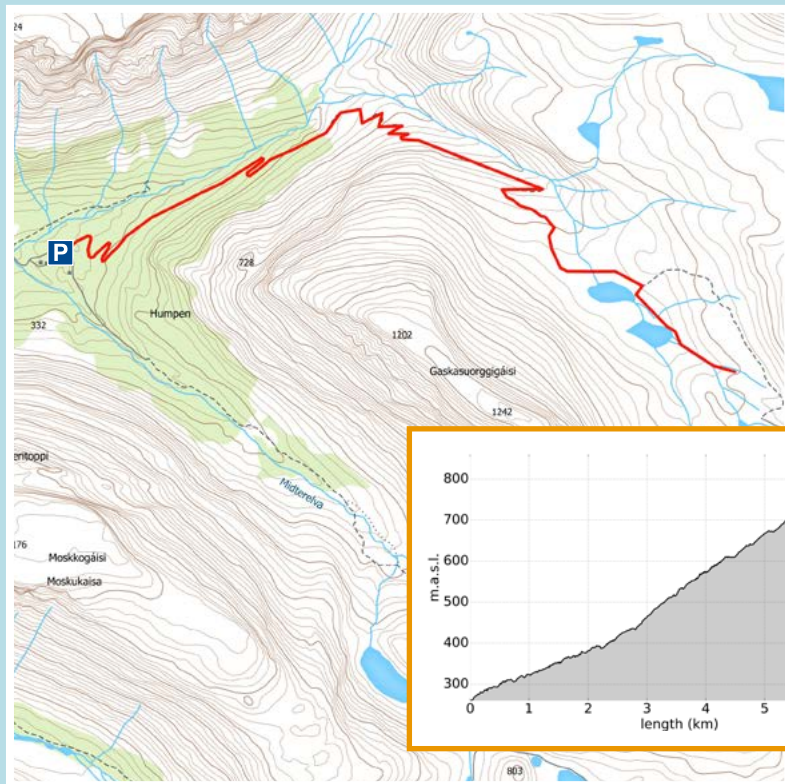 24
P
728
Humpen
332
1202
Gaskasuorggigáisi
1242
Midterelva
entoppi
176
Moskkogáisi
Moskukaisa
803
800
700
600
500
400
300
m.a.s.l.
0 1 2 3 4 5
length (km)